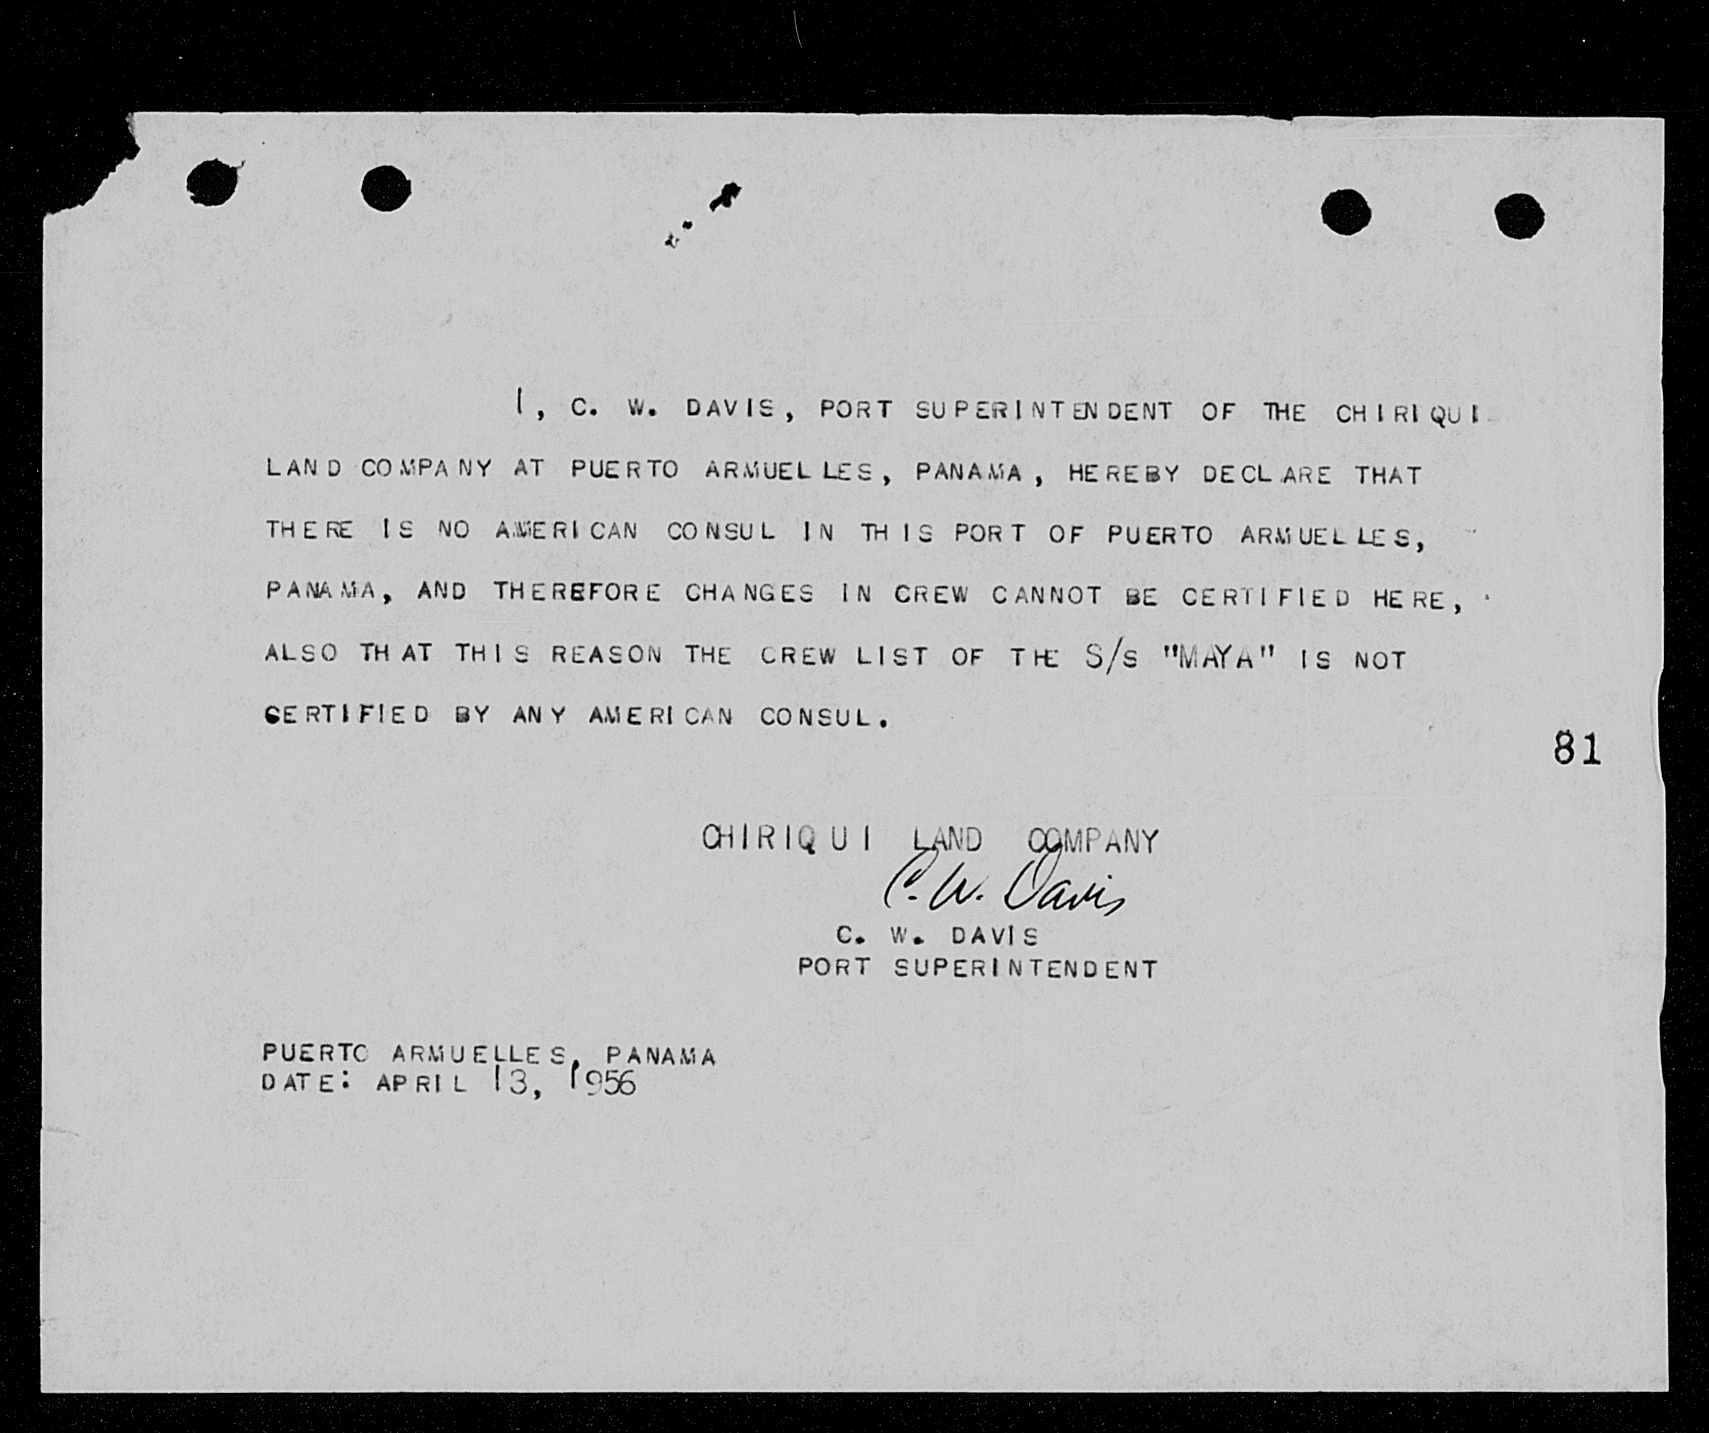 I, C. W. DAVIS, PORT SUPERINTENDENT OF THE CHIRIQUI
LAND COMPANY AT PUERTO ARMUELLES, PANAMA, HEREBY DECLARE THAT
THERE IS NO AMERICAN CONSUL IN THIS PORT OF PUERTO ARMUELLES,
PANAMA, AND THEREFORE CHANGES IN CREW CANNOT BE CERTIFIED HERE,
ALSO THAT THIS REASON THE CREW LIST OF THE S/S "MAYA" IS NOT
CERTIFIED BY ANY AMERICAN CONSUL.
81
CHIRIQUI LAND COMPANY
C. W. Davis
C. W. DAVIS
PORT SUPERINTENDENT
PUERTO ARMUELLES, PANAMA
DATE: APRIL 13, 1956